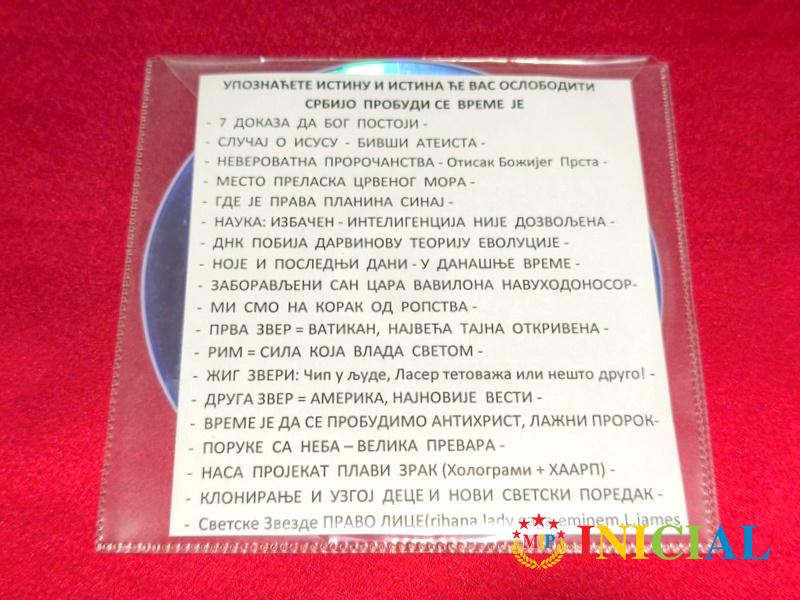 УПОЗНАЋЕТЕ ИСТИНУ И ИСТИНА ЋЕ ВАС ОСЛОБОДИТИ
СРБИЈО ПРОБУДИ СЕ ВРЕМЕ ЈЕ
- 7 ДОКАЗА ДА БОГ ПОСТОЈИ -
- СЛУЧАЈ О ИСУСУ - БИВШИ АТЕИСТА -
- НЕВЕРОВАТНА ПРОРОЧАНСТВА - Отисак Божијег Прста -
- МЕСТО ПРЕЛАСКА ЦРВЕНОГ МОРА -
- ГДЕ ЈЕ ПРАВА ПЛАНИНА СИНАЈ -
- НАУКА: ИЗБАЧЕН - ИНТЕЛИГЕНЦИЈА НИЈЕ ДОЗВОЉЕНА -
- ДНК ПОБИЈА ДАРВИНОВУ ТЕОРИЈУ ЕВОЛУЦИЈЕ -
- НОЈЕ И ПОСЛЕДЊИ ДАНИ - У ДАНАШЊЕ ВРЕМЕ -
- ЗАБОРАВЉЕНИ САН ЦАРА ВАВИЛОНА НАВУХОДОНОСОР-
- МИ СМО НА КОРАК ОД РОПСТВА -
- ПРВА ЗВЕР = ВАТИКАН, НАЈВЕЋА ТАЈНА ОТКРИВЕНА -
- РИМ = СИЛА КОЈА ВЛАДА СВЕТОМ -
- ЖИГ ЗВЕРИ: Чип у људе, Ласер тетоважа или нешто друго! -
- ДРУГА ЗВЕР = АМЕРИКА, НАЈНОВИЈЕ ВЕСТИ -
- ВРЕМЕ ЈЕ ДА СЕ ПРОБУДИМО АНТИХРИСТ, ЛАЖНИ ПРОРОК-
- ПОРУКЕ СА НЕБА – ВЕЛИКА ПРЕВАРА -
- НАСА ПРОЈЕКАТ ПЛАВИ ЗРАК (Холограми + ХААРП) -
- КЛОНИРАЊЕ И УЗГОЈ ДЕЦЕ И НОВИ СВЕТСКИ ПОРЕДАК -
- Светске Звезде ПРАВО ЛИЦЕ(rihana,lady gaga,eminem,L.james
MIP INICIAL